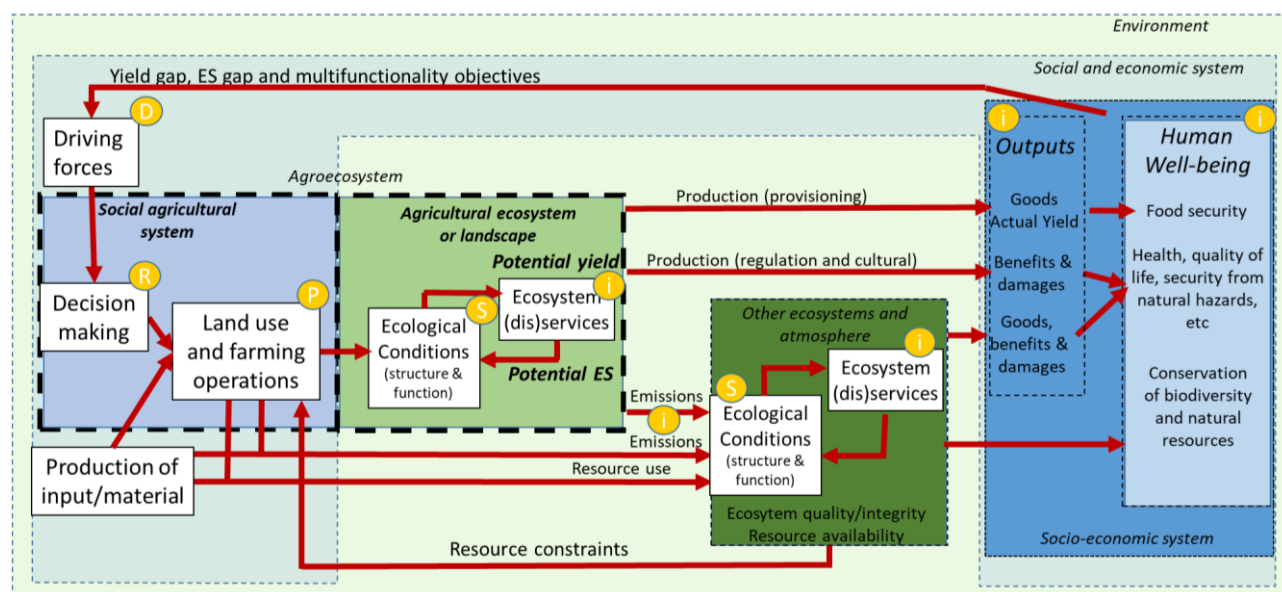 Environment
Social and economic system
Yield gap, ES gap and multifunctionality objectives
D
Driving
forces
Agroecosystem
Social agricultural
system
R
Decision
making
P
Land use
and farming
operations
Production of
input/material
Agricultural ecosystem
or landscape
Potential yield
i
S
Ecosystem
(dis)services
Ecological
Conditions
(structure &
function)
Potential ES
Production (provisioning)
Production (regulation and cultural)
Emissions
i
Emissions
Resource use
Resource constraints
Other ecosystems and
atmosphere
i
S
Ecosystem
(dis)services
Ecological
Conditions
(structure &
function)
Ecosytem quality/integrity
Resource availability
i
Outputs
Goods
Actual Yield
Benefits &
damages
Goods,
benefits &
damages
i
Human
Well-being
Food security
Health, quality of
life, security from
natural hazards,
etc
Conservation
of biodiversity
and natural
resources
Socio-economic system